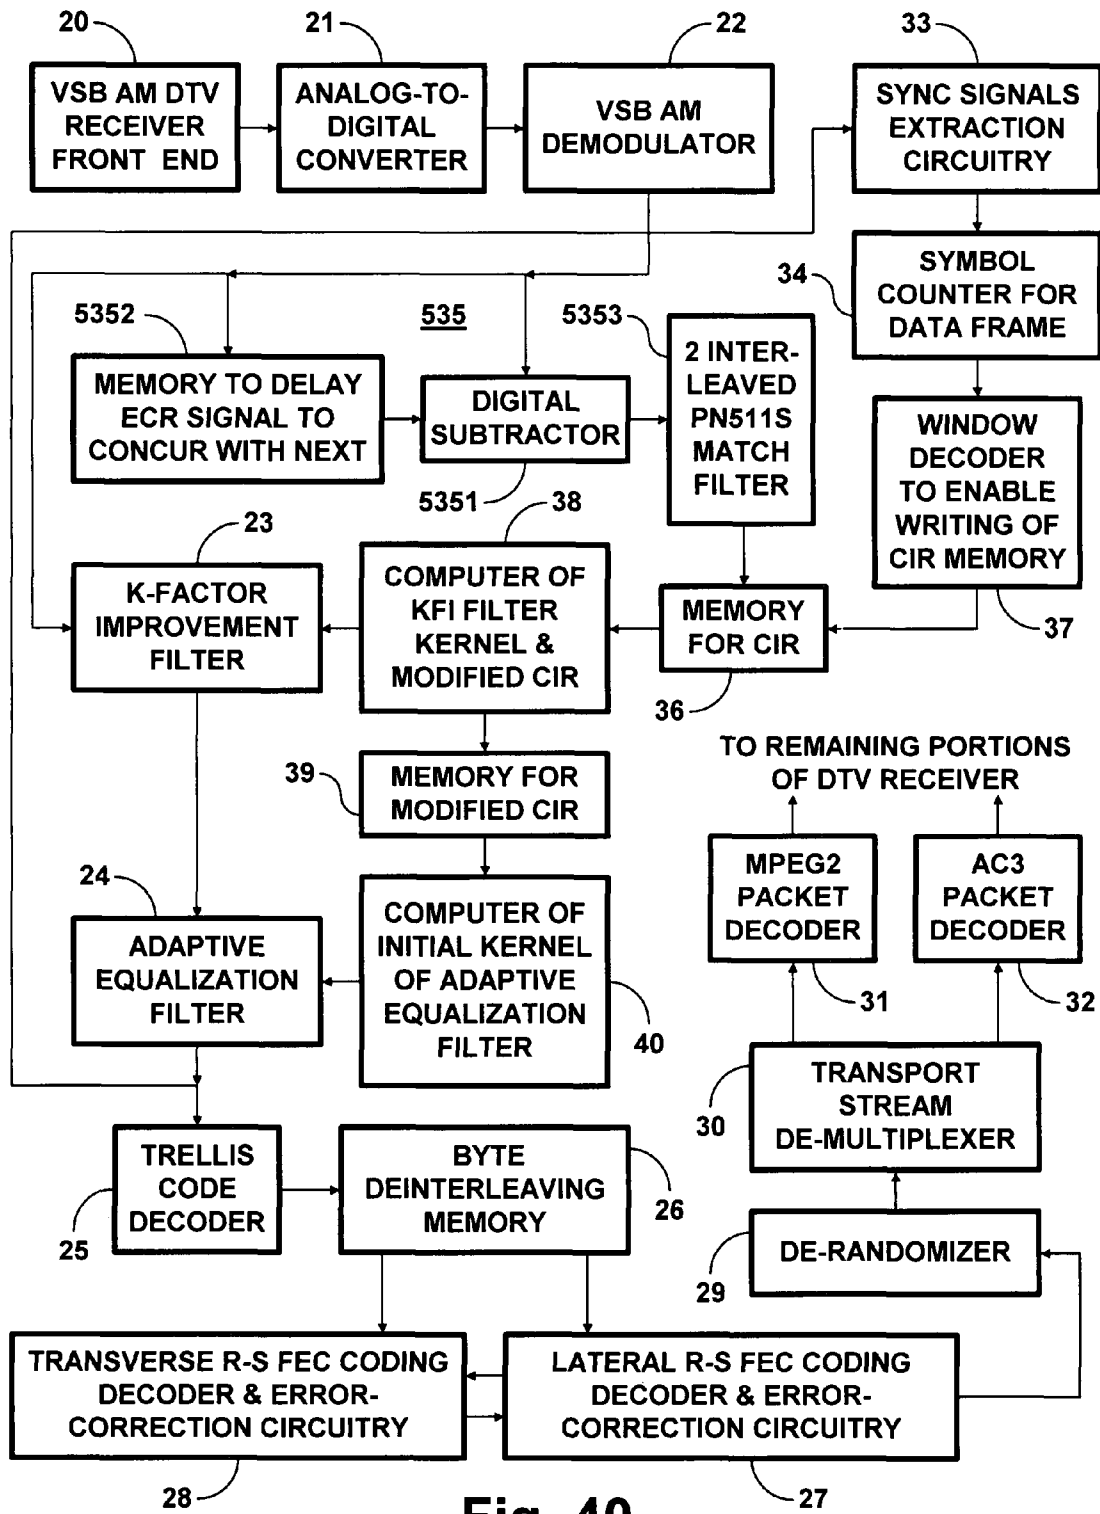 20
21
22
33
VSB AM DTV
RECEIVER
FRONT END
ANALOG-TO-
DIGITAL
CONVERTER
VSB AM
DEMODULATOR
SYNC SIGNALS
EXTRACTION
CIRCUITRY
34
SYMBOL
COUNTER FOR
DATA FRAME
5352
535
5353
MEMORY TO DELAY
ECR SIGNAL TO
CONCUR WITH NEXT
DIGITAL
SUBTRACTOR
5351
2 INTER-
LEAVED
PN511S
MATCH
FILTER
WINDOW
DECODER
TO ENABLE
WRITING OF
CIR MEMORY
37
23
38
K-FACTOR
IMPROVEMENT
FILTER
COMPUTER OF
KFI FILTER
KERNEL &
MODIFIED CIR
MEMORY
FOR CIR
36
39
MEMORY FOR
MODIFIED CIR
TO REMAINING PORTIONS
OF DTV RECEIVER
MPEG2
PACKET
DECODER
31
AC3
PACKET
DECODER
32
24
ADAPTIVE
EQUALIZATION
FILTER
COMPUTER OF
INITIAL KERNEL
OF ADAPTIVE
EQUALIZATION
FILTER
40
30
TRANSPORT
STREAM
DE-MULTIPLEXER
TRELLIS
CODE
DECODER
25
BYTE
DEINTERLEAVING
MEMORY
26
29
DE-RANDOMIZER
TRANSVERSE R-S FEC CODING
DECODER & ERROR-
CORRECTION CIRCUITRY
28
LATERAL R-S FEC CODING
DECODER & ERROR-
CORRECTION CIRCUITRY
27
Fig. 40